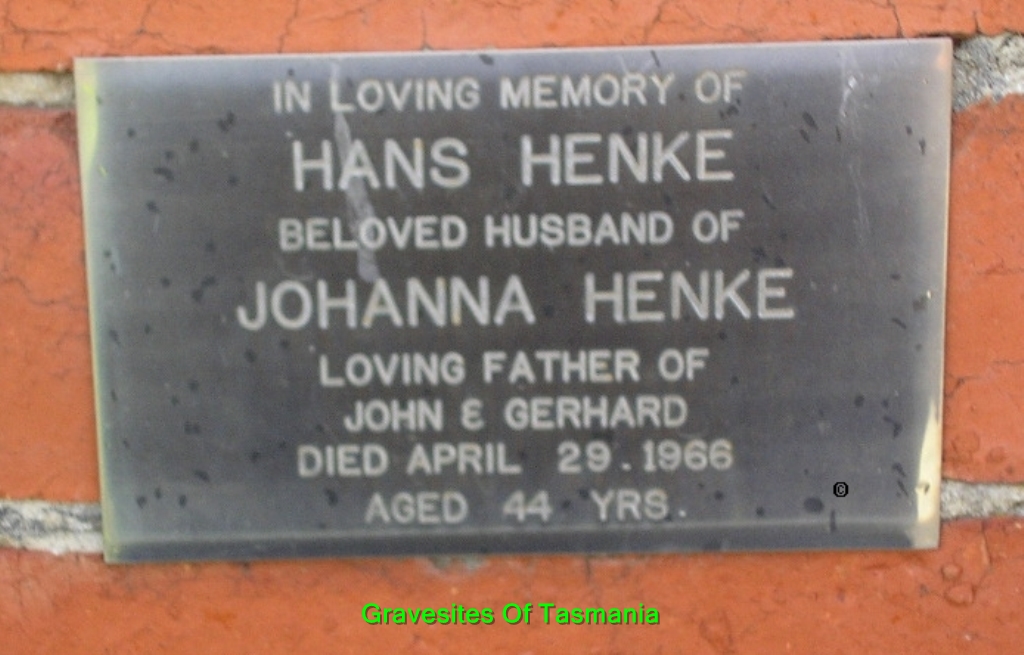 IN LOVING MEMORY OF
HANS HENKE
BELOVED HUSBAND OF
JOHANNA HENKE
LOVING FATHER OF
JOHN & GERHARD
DIED APRIL 29.1966
AGED 44 YRS.
©
Gravesites Of Tasmania